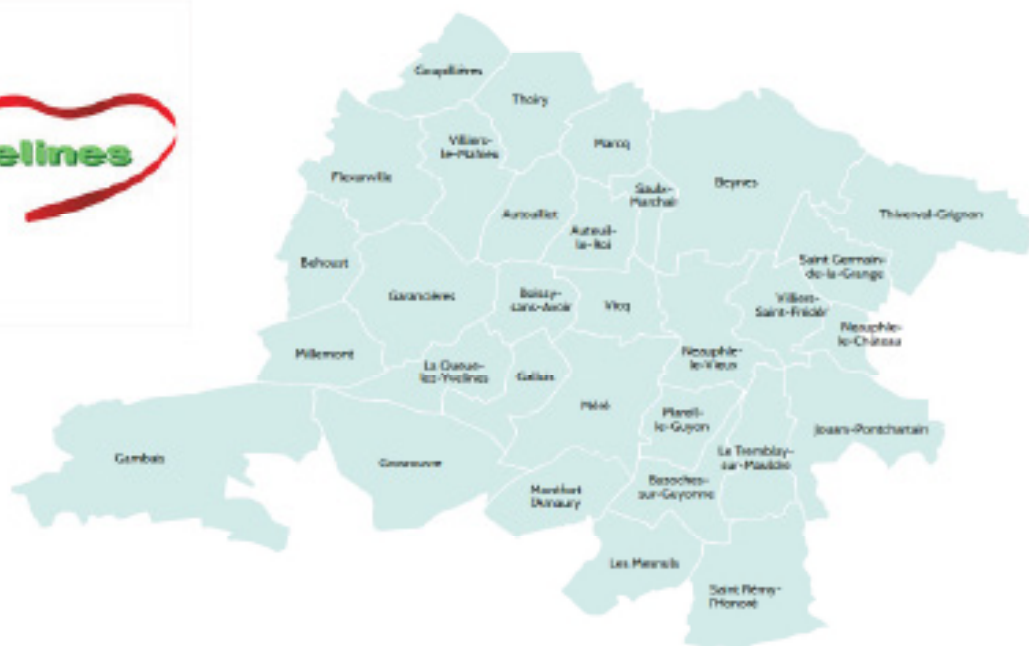 elines
Goupillières
Thoiry
Villiers-
le-Mahieu
Marcq
Flexanville
Saulx-
Marchais
Beynes
Thiverval-Grignon
Autouillet
Auteuil-
le-Roi
Behoust
Saint Germain-
de-la-Grange
Garancières
Boissy-
sans-Avoir
Vicq
Villiers-
Saint-Frédér
Neauphle-
le-Château
Millemont
La Queue-
lez-Yvelines
Galluis
Neauphle-
le-Vieux
Méré
Mareil-
le-Guyon
Jouars-Pontchartrain
Gambais
Grosrouvre
Le Tremblay-
sur-Mauldre
Montfort
l'Amaury
Bazoches-
sur-Guyonne
Les Mesnuls
Saint Rémy-
l'Honoré